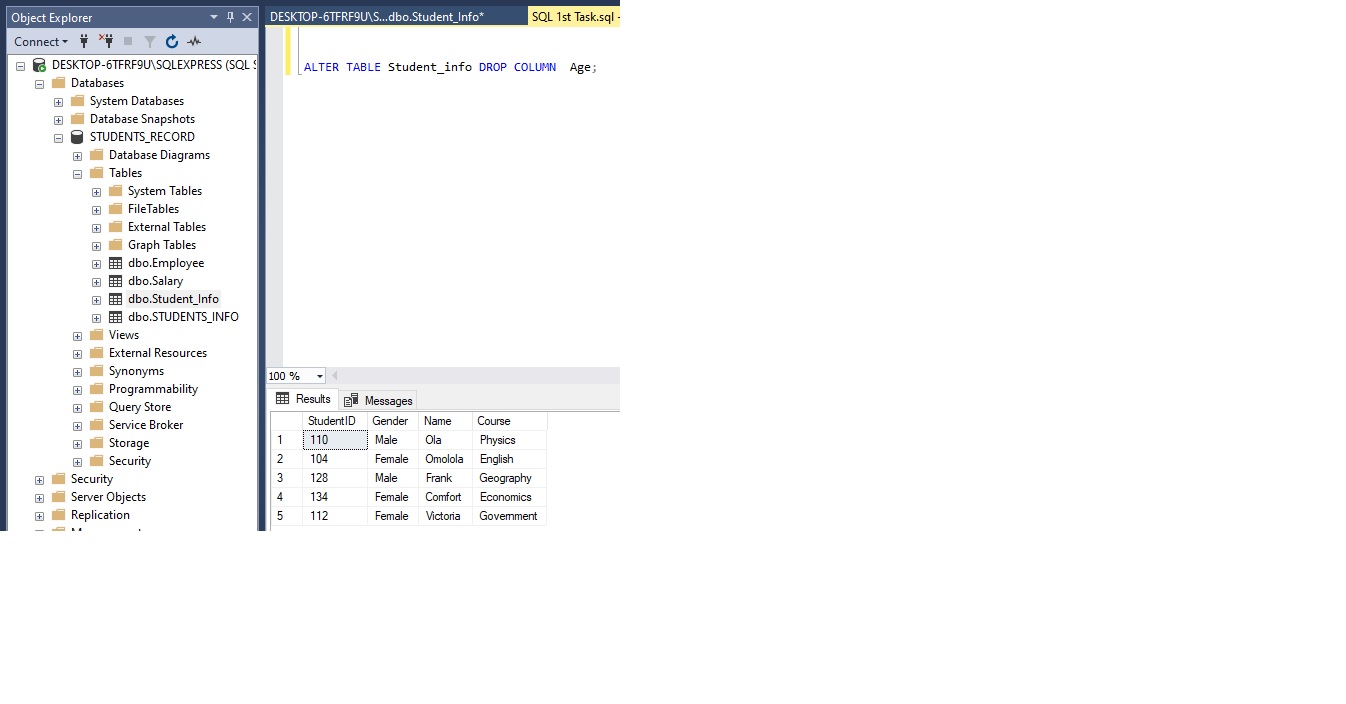 Object Explorer
Connect
DESKTOP-6TFRF9U\SQLEXPRESS (SQL S
Databases
System Databases
Database Snapshots
STUDENTS_RECORD
Database Diagrams
Tables
System Tables
FileTables
External Tables
Graph Tables
dbo.Employee
dbo.Salary
dbo.Student_Info
dbo.STUDENTS_INFO
Views
External Resources
Synonyms
Programmability
Query Store
Service Broker
Storage
Security
Security
Server Objects
Replication
DESKTOP-6TFRF9U\S...dbo.Student_Info* SQL 1st Task.sql -
ALTER TABLE Student_info DROP COLUMN  Age;
100 %
Results Messages
StudentID Gender Name Course
1 110 Male Ola Physics
2 104 Female Omolola English
3 128 Male Frank Geography
4 134 Female Comfort Economics
5 112 Female Victoria Government